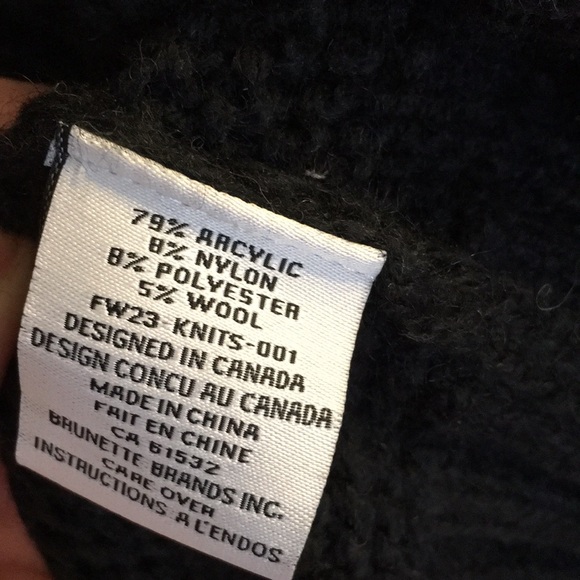 79% ARCYLIC
8% NYLON
8% POLYESTER
5% WOOL
FW23-KNITS-001
DESIGNED IN CANADA
DESIGN CONCU AU CANADA
MADE IN CHINA
FAIT EN CHINE
CA 61532
BRUNETTE BRANDS INC.
CARE OVER
INSTRUCTIONS A L'ENDOS